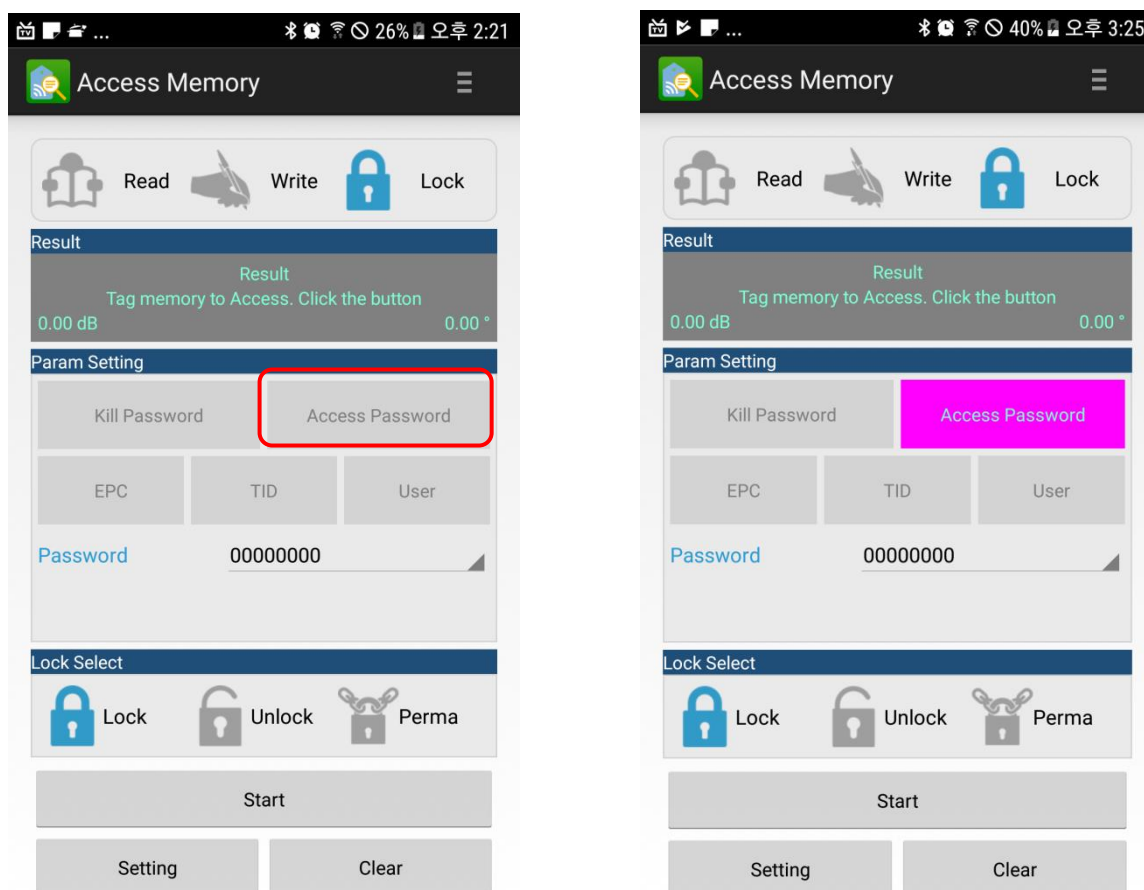 ... 26% 오후 2:21
Access Memory
Read Write Lock
Result
Result
Tag memory to Access. Click the button
0.00 dB 0.00 °
Param Setting
Kill Password Access Password
EPC TID User
Password 00000000
Lock Select
Lock Unlock Perma
Start
Setting Clear
... 40% 오후 3:25
Access Memory
Read Write Lock
Result
Result
Tag memory to Access. Click the button
0.00 dB 0.00 °
Param Setting
Kill Password Access Password
EPC TID User
Password 00000000
Lock Select
Lock Unlock Perma
Start
Setting Clear